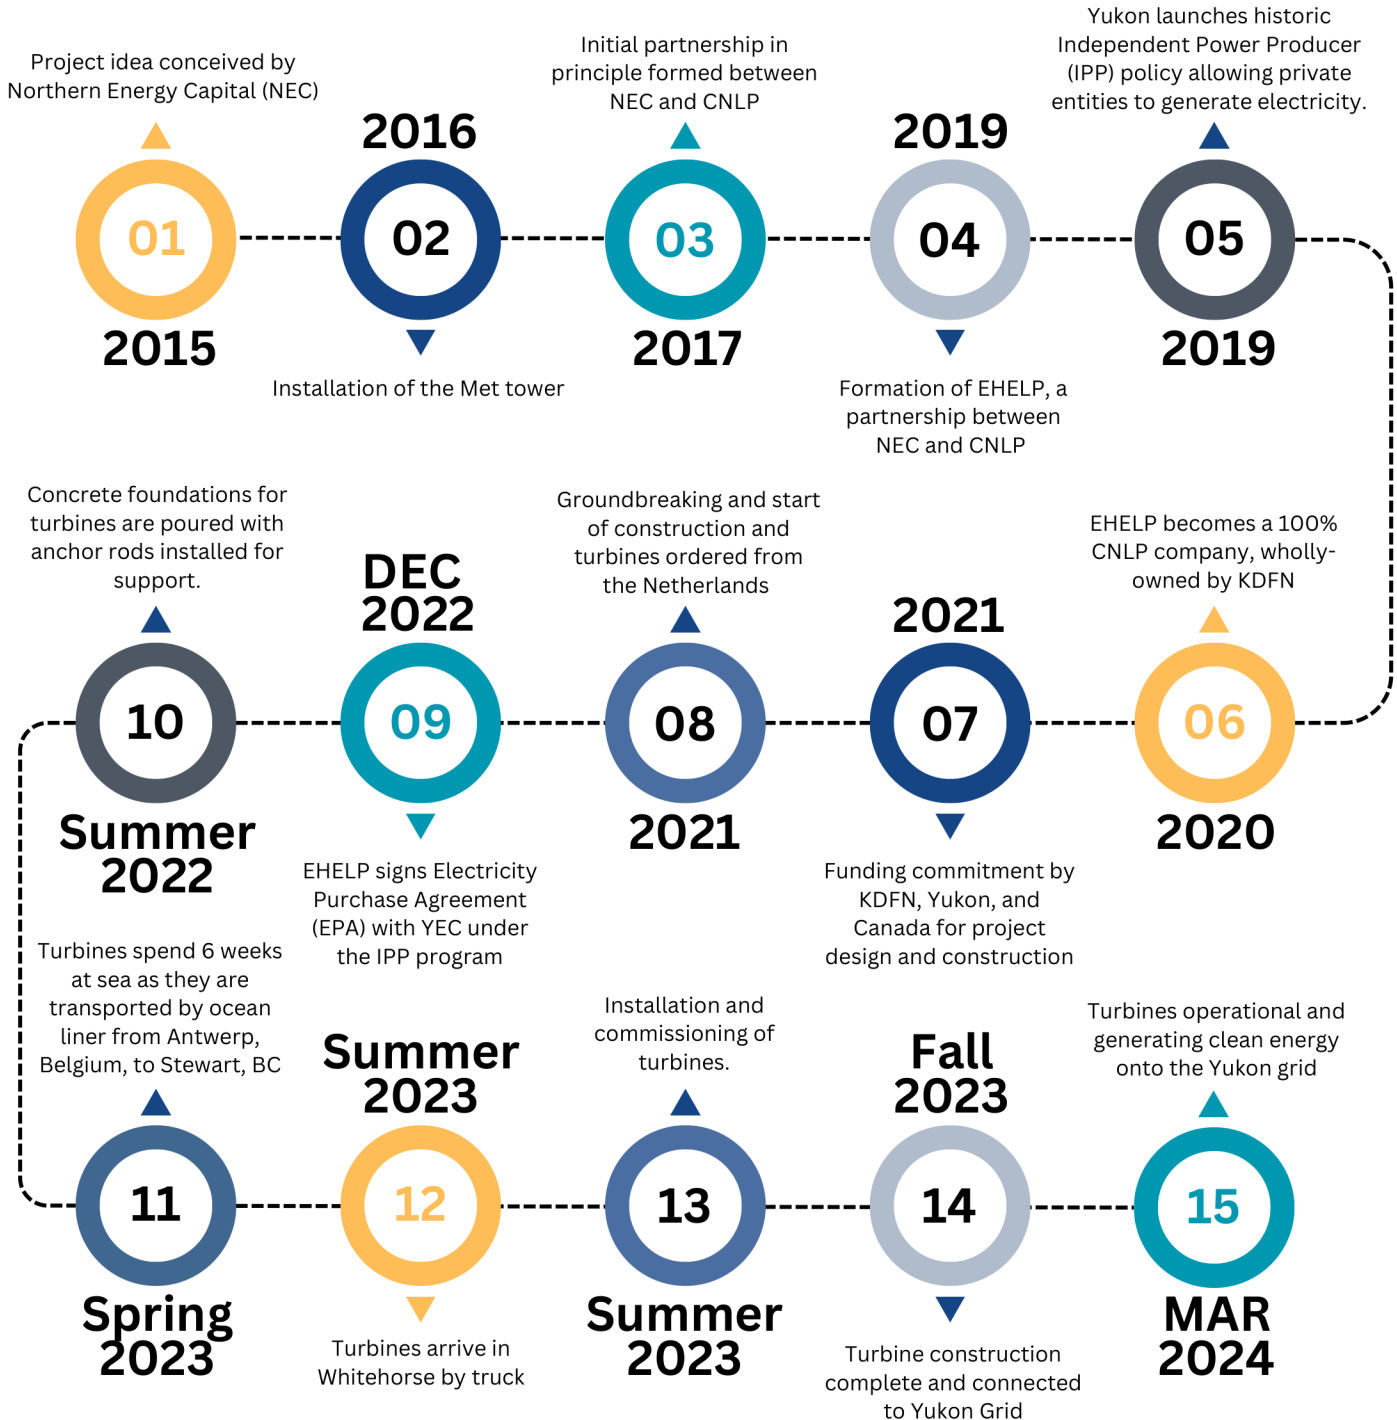 Project idea conceived by
Northern Energy Capital (NEC)
01
2015
2016
02
Installation of the Met tower
Initial partnership in
principle formed between
NEC and CNLP
03
2017
2019
04
Formation of EHELP, a
partnership between
NEC and CNLP
Yukon launches historic
Independent Power Producer
(IPP) policy allowing private
entities to generate electricity.
05
2019
EHELP becomes a 100%
CNLP company, wholly-
owned by KDFN
06
2020
2021
07
Funding commitment by
KDFN, Yukon, and
Canada for project
design and construction
Groundbreaking and start
of construction and
turbines ordered from
the Netherlands
08
2021
DEC
2022
09
EHELP signs Electricity
Purchase Agreement
(EPA) with YEC under
the IPP program
Concrete foundations for
turbines are poured with
anchor rods installed for
support.
10
Summer
2022
Turbines spend 6 weeks
at sea as they are
transported by ocean
liner from Antwerp,
Belgium, to Stewart, BC
11
Spring
2023
Summer
2023
12
Turbines arrive in
Whitehorse by truck
Installation and
commissioning of
turbines.
13
Summer
2023
Fall
2023
14
Turbine construction
complete and connected
to Yukon Grid
Turbines operational and
generating clean energy
onto the Yukon grid
15
MAR
2024